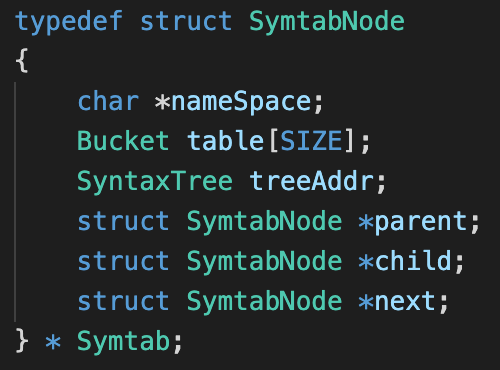 typedef struct SymtabNode
{
    char *nameSpace;
    Bucket table[SIZE];
    SyntaxTree treeAddr;
    struct SymtabNode *parent;
    struct SymtabNode *child;
    struct SymtabNode *next;
} * Symtab;